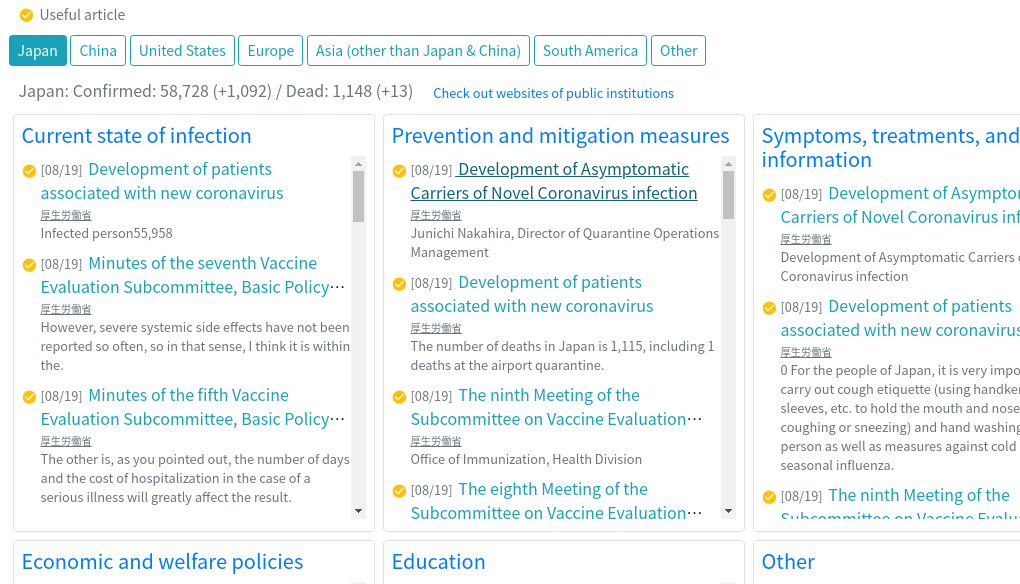 Useful article
Japan China United States Europe Asia (other than Japan & China) South America Other
Japan: Confirmed: 58,728 (+1,092) / Dead: 1,148 (+13) Check out websites of public institutions
Current state of infection
[08/19] Development of patients
associated with new coronavirus
厚生労働省
Infected person55,958
[08/19] Minutes of the seventh Vaccine
Evaluation Subcommittee, Basic Policy…
厚生労働省
However, severe systemic side effects have not been
reported so often, so in that sense, I think it is within
the.
[08/19] Minutes of the fifth Vaccine
Evaluation Subcommittee, Basic Policy…
厚生労働省
The other is, as you pointed out, the number of days
and the cost of hospitalization in the case of a
serious illness will greatly affect the result.
Prevention and mitigation measures
[08/19] Development of Asymptomatic
Carriers of Novel Coronavirus infection
厚生労働省
Junichi Nakahira, Director of Quarantine Operations
Management
[08/19] Development of patients
associated with new coronavirus
厚生労働省
The number of deaths in Japan is 1,115, including 1
deaths at the airport quarantine.
[08/19] The ninth Meeting of the
Subcommittee on Vaccine Evaluation…
厚生労働省
Office of Immunization, Health Division
[08/19] The eighth Meeting of the
Subcommittee on Vaccine Evaluation…
Symptoms, treatments, and
information
[08/19] Development of
Carriers of Novel Coronavirus
厚生労働省
Development of Asymptomatic Carriers
Coronavirus infection
[08/19] Development of patients
associated with new coronavirus
厚生労働省
0 For the people of Japan, it is very
carry out cough etiquette (using
sleeves, etc. to hold the mouth and nose
coughing or sneezing) and hand washing
person as well as measures against cold
seasonal influenza.
[08/19] The ninth Meeting of the
Subcommittee on Vaccine
Economic and welfare policies
Education
Other